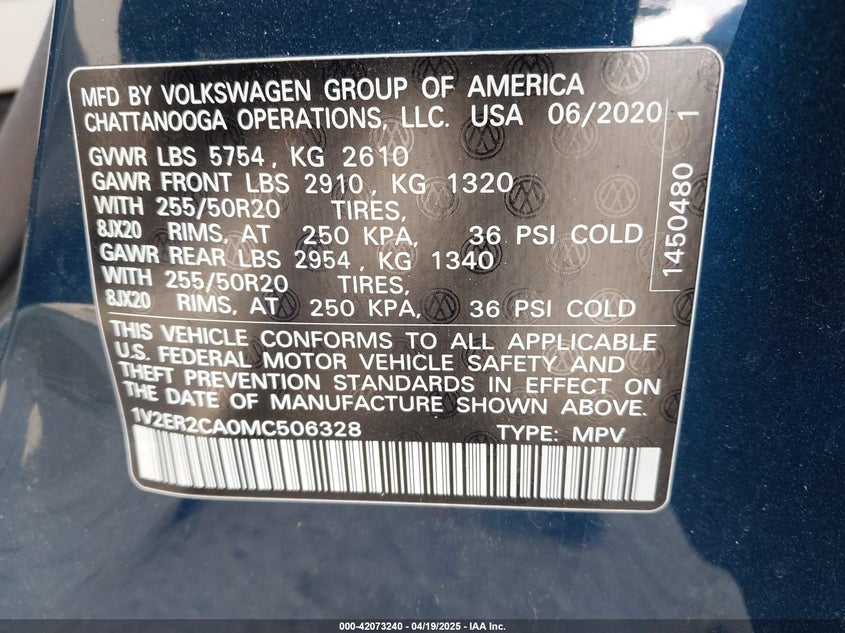 MFD BY VOLKSWAGEN GROUP OF AMERICA
CHATTANOOGA OPERATIONS, LLC. USA 06/2020
GVWR LBS 5754, KG 2610
GAWR FRONT LBS 2910, KG 1320
WITH 255/50R20 TIRES,
8JX20 RIMS, AT 250 KPA, 36 PSI COLD
GAWR REAR LBS 2954, KG 1340
WITH 255/50R20 TIRES,
8JX20 RIMS, AT 250 KPA, 36 PSI COLD
1450480 1
THIS VEHICLE CONFORMS TO ALL APPLICABLE
U.S. FEDERAL MOTOR VEHICLE SAFETY AND
THEFT PREVENTION STANDARDS IN EFFECT ON
THE DATE OF MANUFACTURE SHOWN ABOVE.
1V2ER2CA0MC506328 TYPE: MPV
000-42073240 - 04/19/2025 - IAA Inc.